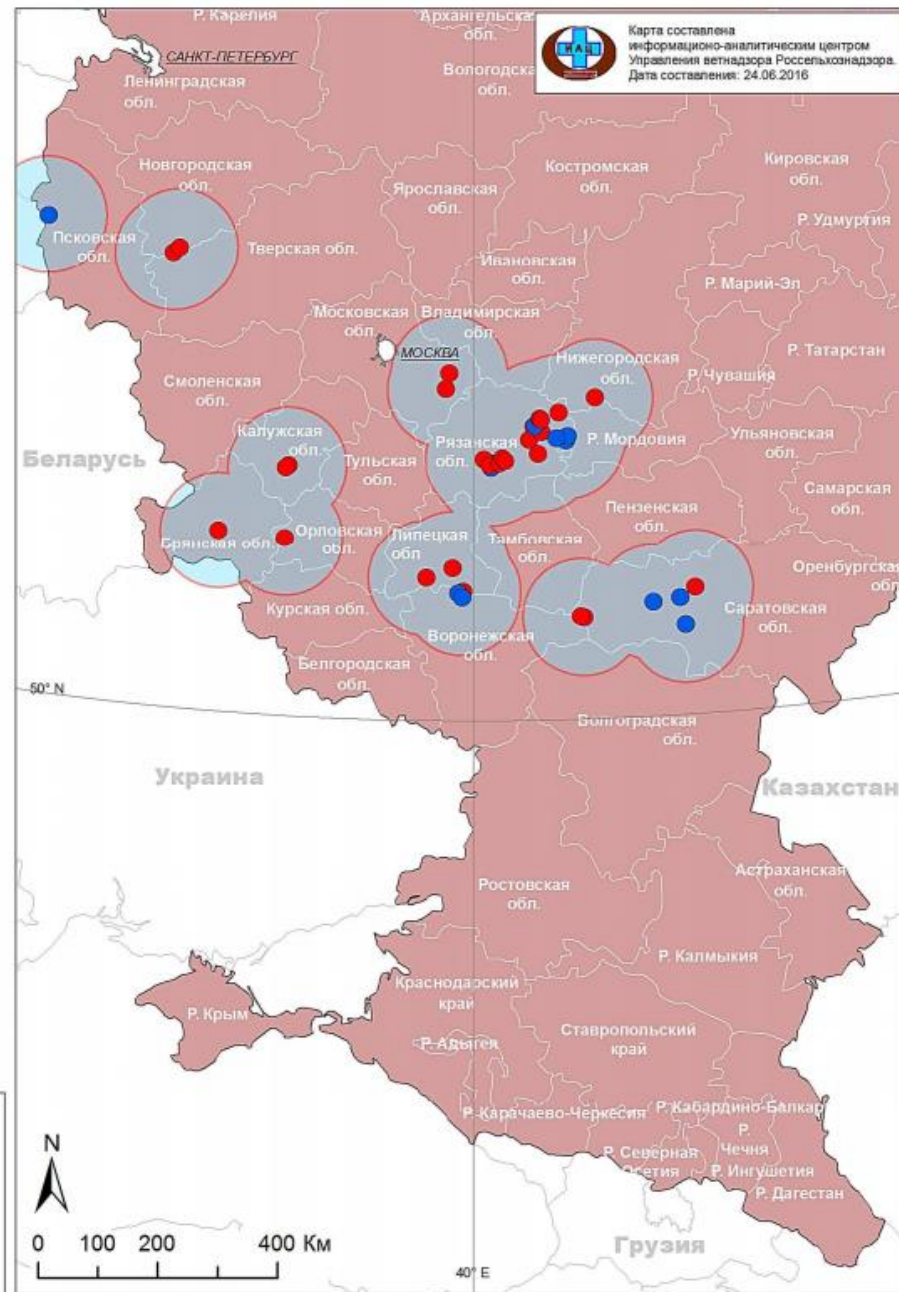 Р. Карелия
Архангельская
обл.
Карта составлена
информационо-аналитическим центром
Управления ветнадзора Россельхознадзора.
Дата составления: 24.06.2016
ИАЦ
САНКТ-ПЕТЕРБУРГ
Ленинградская
обл.
Вологодска
обл.
Новгородская
обл.
Костромская
обл.
Кировская
обл.
Ярославская
обл.
Р. Удмуртия
Псковская
обл.
Тверская обл.
Ивановская
обл.
Р. Марий-Эл
Московская
обл.
Владимирская
обл.
МОСКВА
Нижегородская
обл.
Р. Татарстан
Р. Чувашия
Смоленская
обл.
Калужская
обл.
Рязанская
обл.
Р. Мордовия
Ульяновская
обл.
Беларусь
Тульская
обл.
Самарская
обл.
Пензенская
обл.
Брянская обл.
Орловская
обл.
Липецкая
обл
Тамбовская
обл.
Оренбургская
обл
Курская обл.
Саратовская
обл.
Воронежская
обл.
Белгородская
обл.
50° N
Волгоградская
обл.
Украина
Казахстан
Астраханская
обл.
Ростовская
обл.
Р. Калмыкия
Краснодарский
край
Р. Крым
Ставропольский
край
Р. Адыгея
Р. Карачаево-Черкесия
Р. Кабардино-Балкар
Р.
Чечня
Р. Северная
Осетия
Р. Ингушетия
Р. Дагестан
N
0 100 200 400 Км
Грузия
40° E